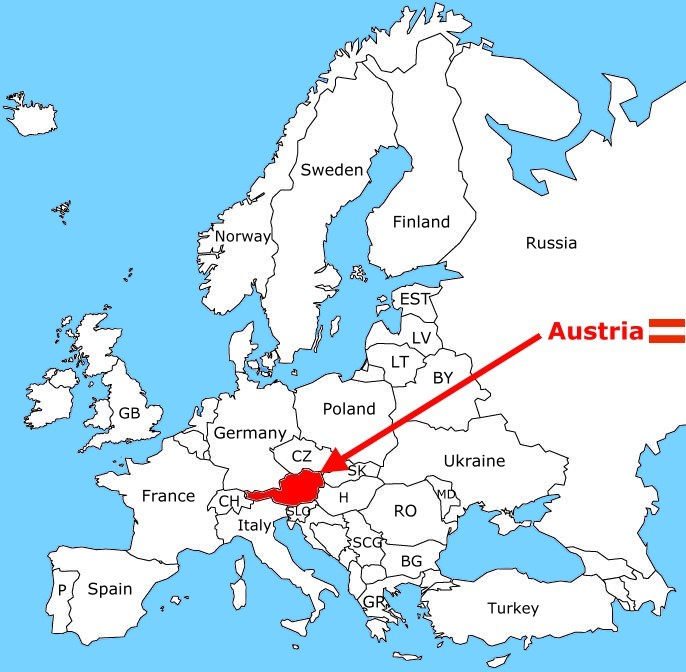 Sweden
Finland
Norway
Russia
EST
LV
Austria
LT
BY
GB
Poland
Germany
CZ
Ukraine
SK
France
CH
H
MD
SLO
RO
Italy
SCG
BG
P
Spain
GR
Turkey